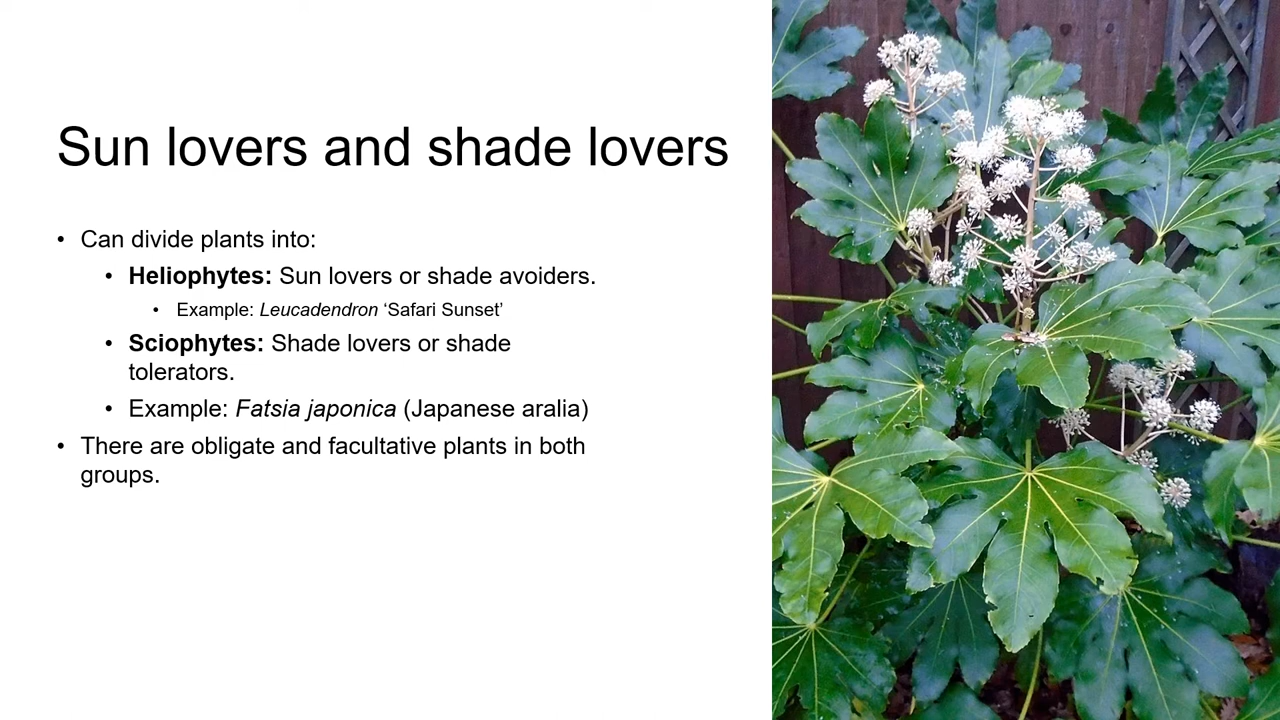 Sun lovers and shade lovers
• Can divide plants into:
• Heliophytes: Sun lovers or shade avoiders.
• Example: Leucadendron ‘Safari Sunset’
• Sciophytes: Shade lovers or shade
tolerators.
• Example: Fatsia japonica (Japanese aralia)
• There are obligate and facultative plants in both
groups.